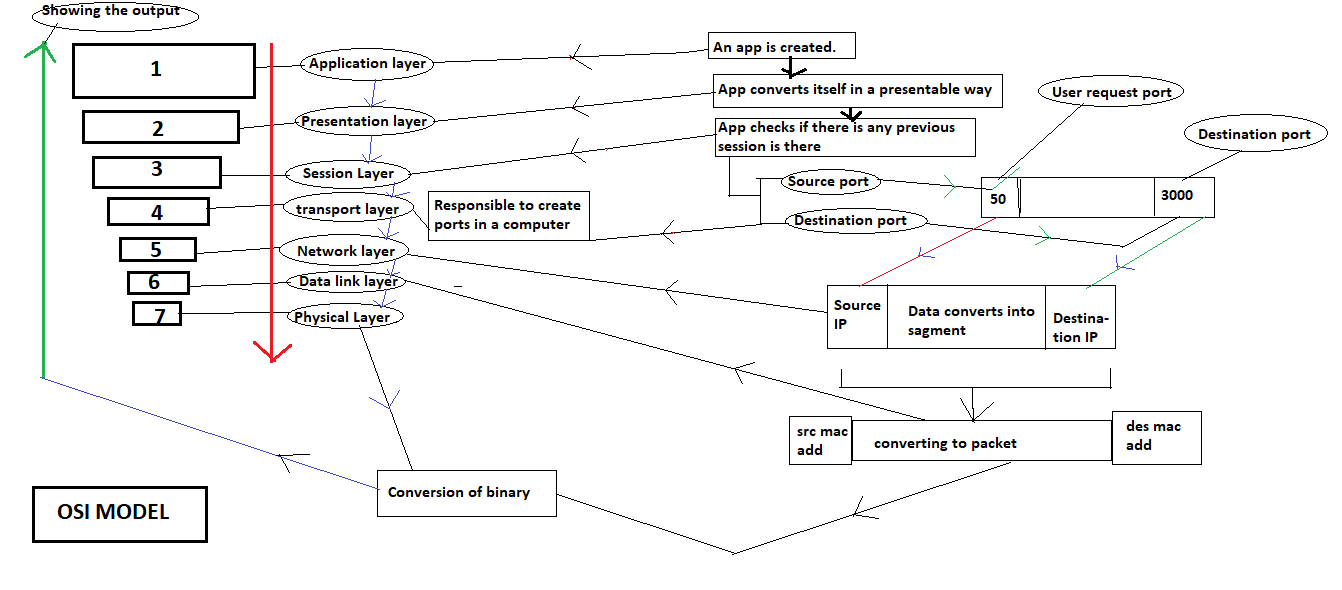 Showing the output
1
Application layer
An app is created.
2
Presentation layer
App converts itself in a presentable way
User request port
3
Session Layer
App checks if there is any previous
session is there
Destination port
4
transport layer
Responsible to create
ports in a computer
Source port
Destination port
50
3000
5
Network layer
6
Data link layer
7
Physical Layer
Source
IP
Data converts into
sagment
Destina-
tion IP
src mac
add
converting to packet
des mac
add
Conversion of binary
OSI MODEL